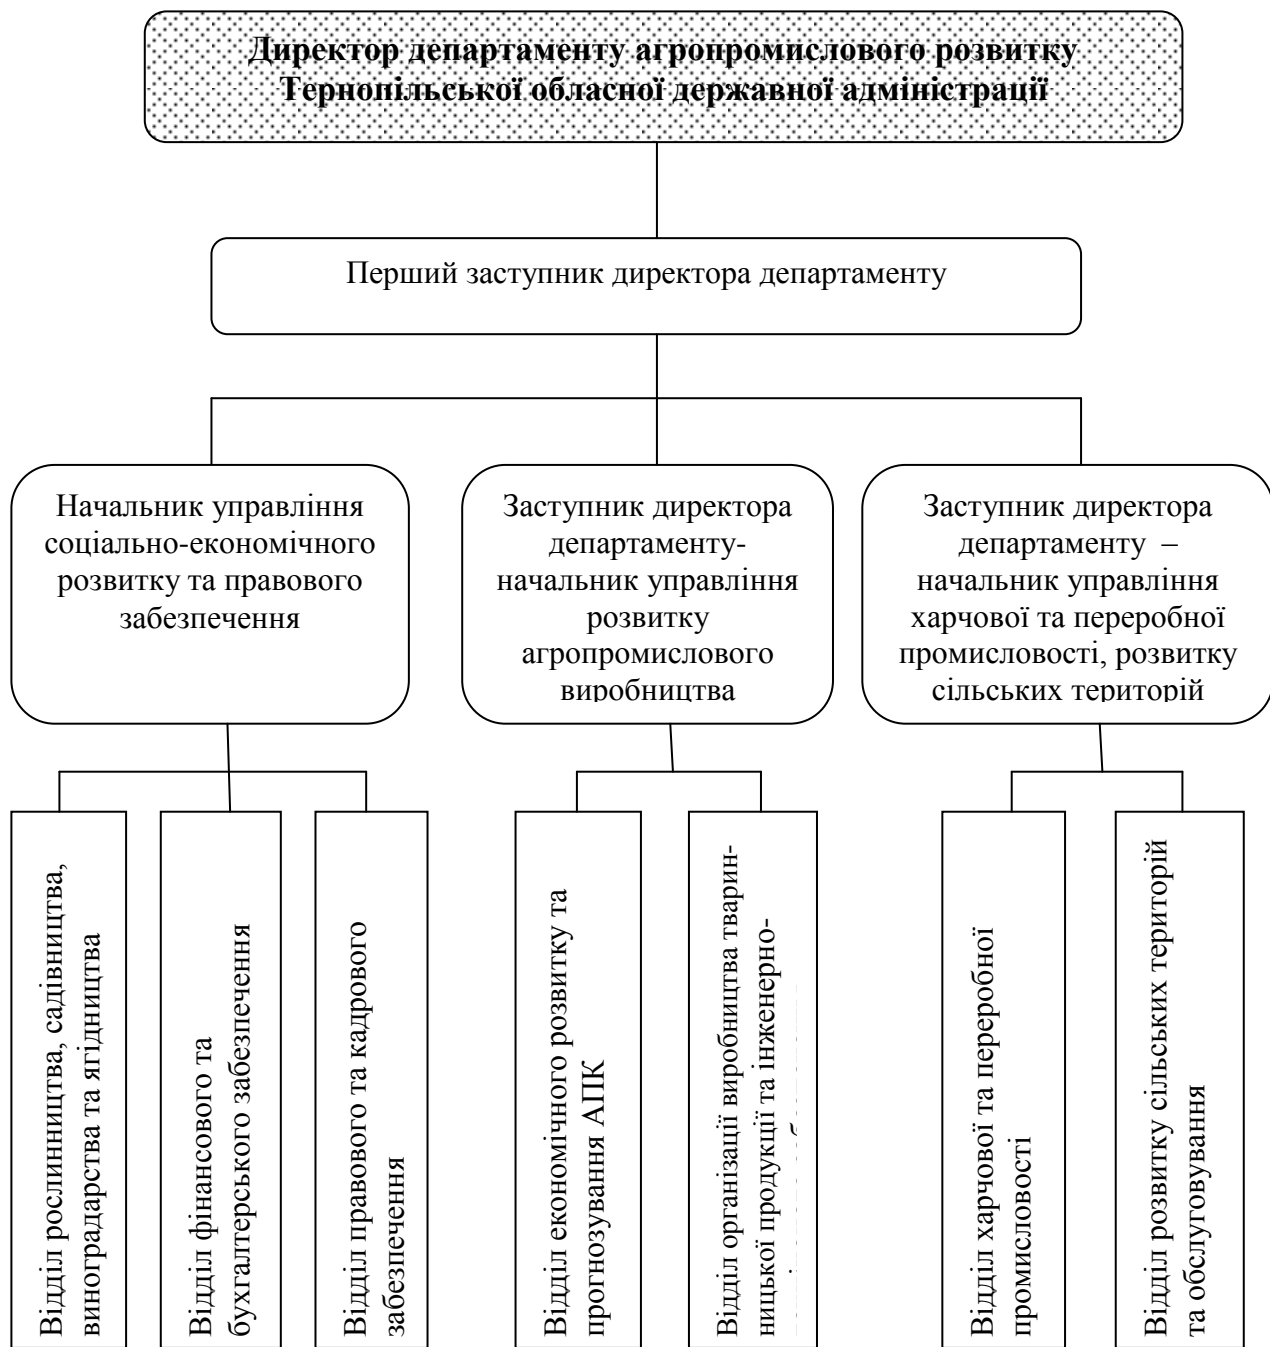 Директор департаменту агропромислового розвитку
Тернопільської обласної державної адміністрації
Перший заступник директора департаменту
Начальник управління
соціально-економічного
розвитку та правового
забезпечення
Заступник директора
департаменту-
начальник управління
розвитку
агропромислового
виробництва
Заступник директора
департаменту –
начальник управління
харчової та переробної
промисловості, розвитку
сільських територій
Відділ рослинництва, садівництва,
виноградарства та ягідництва
Відділ фінансового та
бухгалтерського забезпечення
Відділ правового та кадрового
забезпечення
Відділ економічного розвитку та
прогнозування АПК
Відділ організації виробництва тварин-
ницької продукції та інженерно-
Відділ харчової та переробної
промисловості
Відділ розвитку сільських територій
та обслуговування